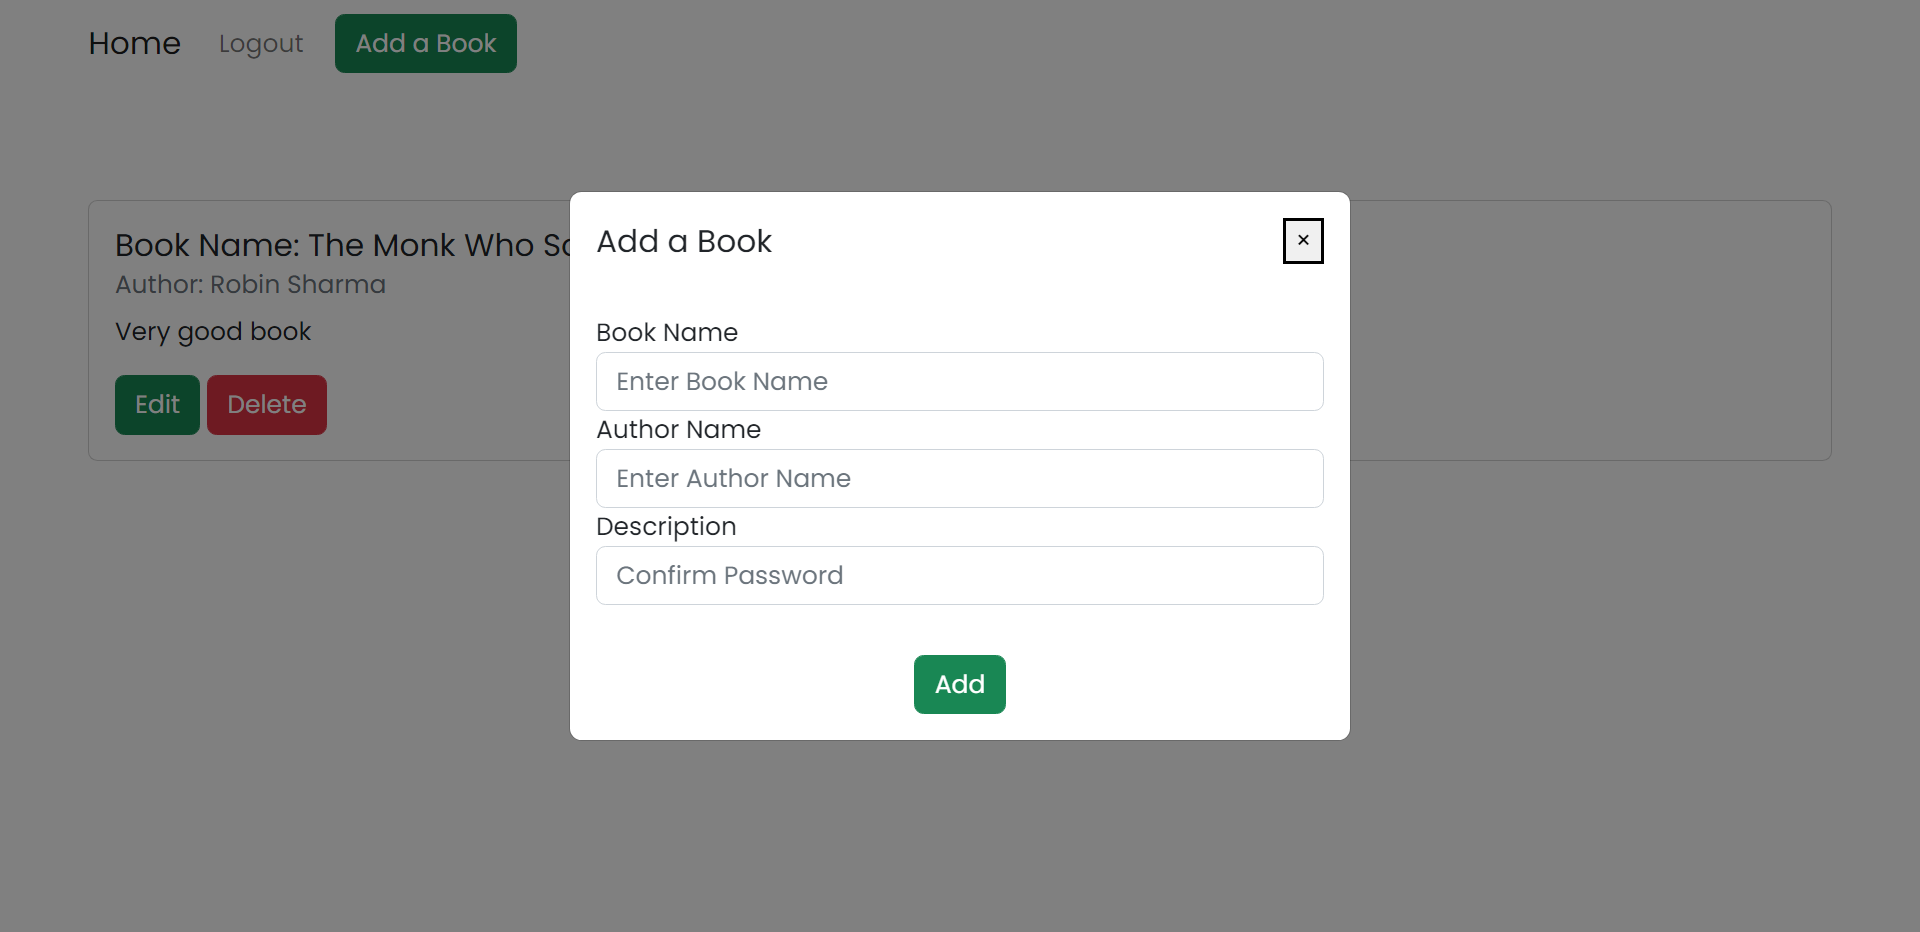 Home Logout Add a Book
Book Name: The Monk Who
Author: Robin Sharma
Very good book
Edit Delete
Add a Book ×
Book Name
Enter Book Name
Author Name
Enter Author Name
Description
Confirm Password
Add